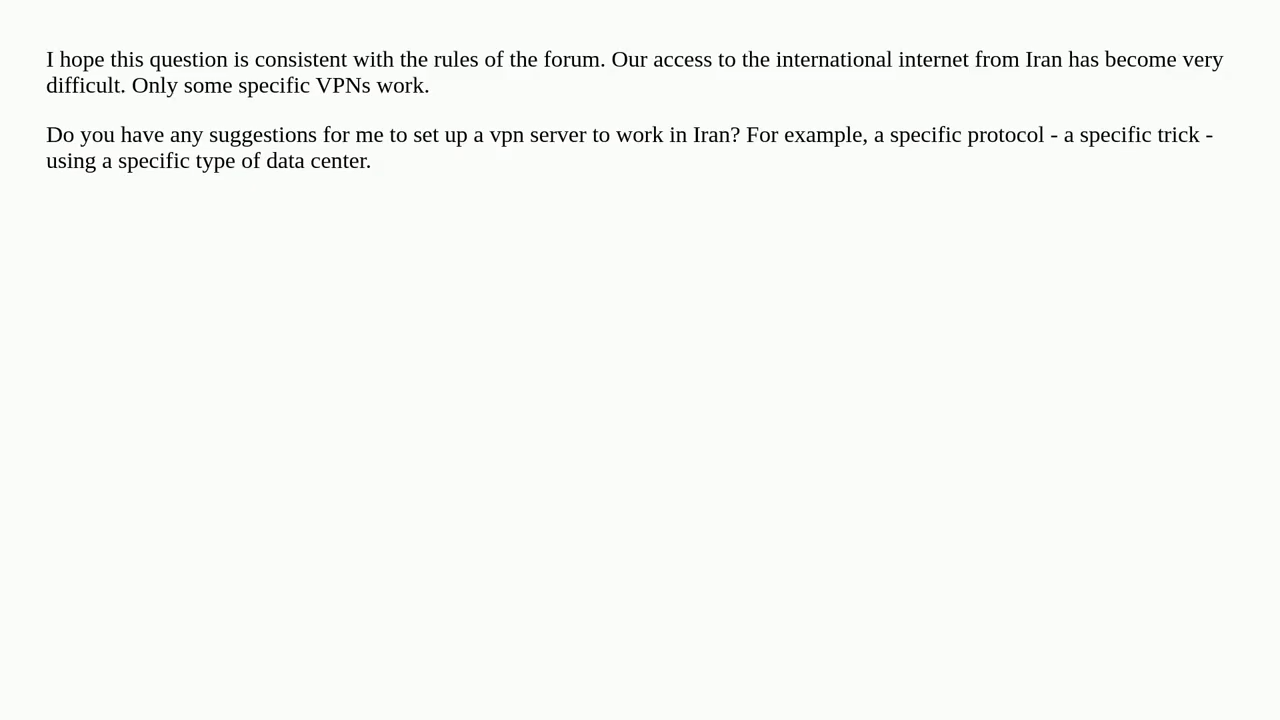 I hope this question is consistent with the rules of the forum. Our access to the international internet from Iran has become very
difficult. Only some specific VPNs work.
Do you have any suggestions for me to set up a vpn server to work in Iran? For example, a specific protocol - a specific trick -
using a specific type of data center.